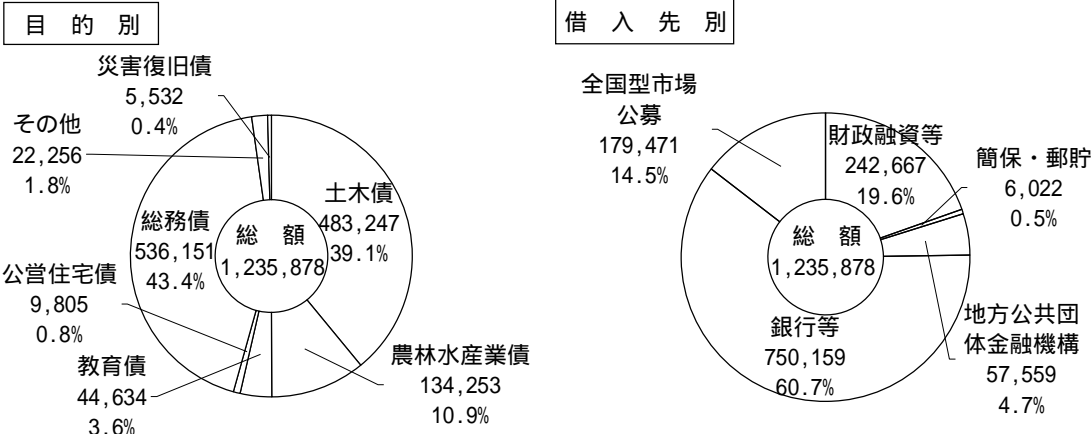 目 的 別
災害復旧債
5,532
0.4%
その他
22,256
1.8%
土木債
483,247
39.1%
総務債
536,151
43.4%
総 額
1,235,878
公営住宅債
9,805
0.8%
教育債
44,634
3.6%
農林水産業債
134,253
10.9%
借 入 先 別
全国型市場
公募
179,471
14.5%
財政融資等
242,667
19.6%
簡保・郵貯
6,022
0.5%
総 額
1,235,878
地方公共団
体金融機構
57,559
4.7%
銀行等
750,159
60.7%